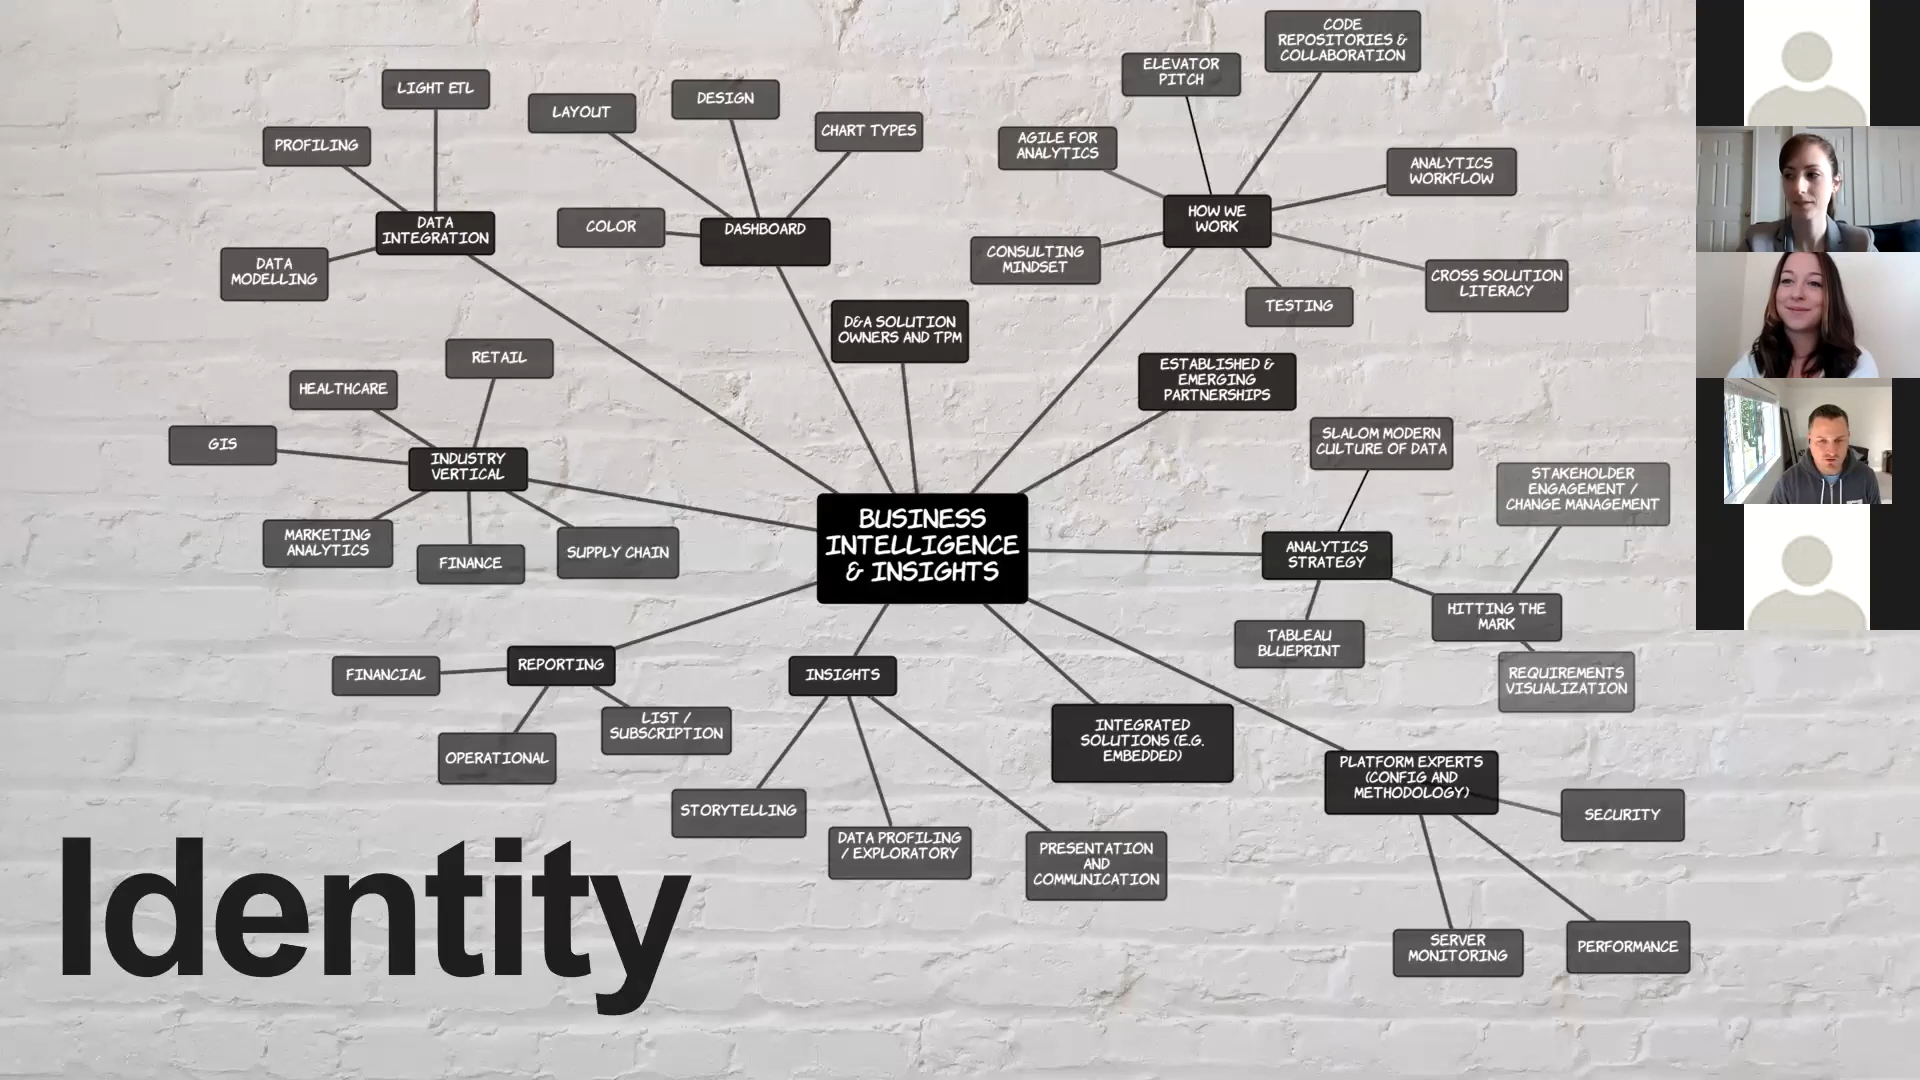 CODE
REPOSITORIES &
COLLABORATION
ELEVATOR
PITCH
LIGHT ETL
DESIGN
LAYOUT
CHART TYPES
PROFILING
AGILE FOR
ANALYTICS
ANALYTICS
WORKFLOW
DATA
INTEGRATION
COLOR
DASHBOARD
HOW WE
WORK
DATA
MODELLING
CONSULTING
MINDSET
CROSS SOLUTION
LITERACY
TESTING
D&A SOLUTION
OWNERS AND TPM
RETAIL
HEALTHCARE
ESTABLISHED &
EMERGING
PARTNERSHIPS
GIS
INDUSTRY
VERTICAL
SLALOM MODERN
CULTURE OF DATA
STAKEHOLDER
ENGAGEMENT /
CHANGE MANAGEMENT
MARKETING
ANALYTICS
FINANCE
SUPPLY CHAIN
BUSINESS
INTELLIGENCE
& INSIGHTS
ANALYTICS
STRATEGY
HITTING THE
MARK
TABLEAU
BLUEPRINT
REQUIREMENTS
VISUALIZATION
FINANCIAL
REPORTING
INSIGHTS
LIST /
SUBSCRIPTION
OPERATIONAL
INTEGRATED
SOLUTIONS (E.G.
EMBEDDED)
PLATFORM EXPERTS
(CONFIG AND
METHODOLOGY)
STORYTELLING
DATA PROFILING
/ EXPLORATORY
PRESENTATION
AND
COMMUNICATION
SECURITY
SERVER
MONITORING
PERFORMANCE
Identity